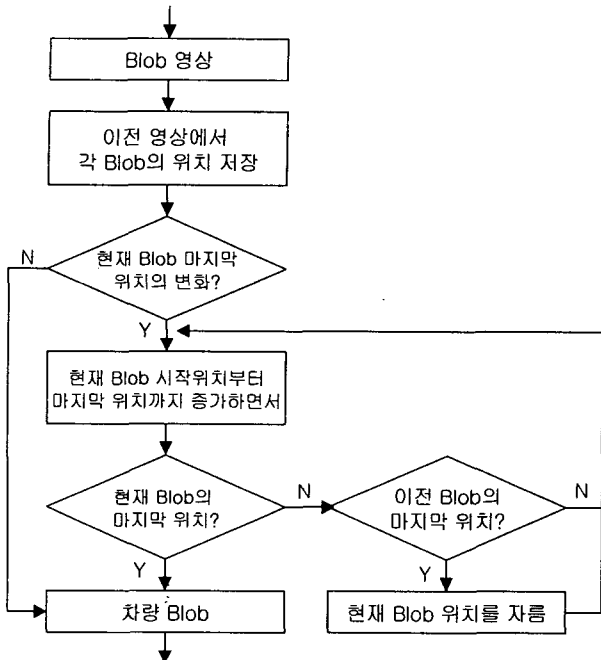 Blob 영상
이전 영상에서
각 Blob의 위치 저장
N
현재 Blob 마지막
위치의 변화?
Y
현재 Blob 시작위치부터
마지막 위치까지 증가하면서
현재 Blob의
마지막 위치?
N
이전 Blob의
마지막 위치?
N
Y
Y
차량 Blob
현재 Blob 위치를 자름